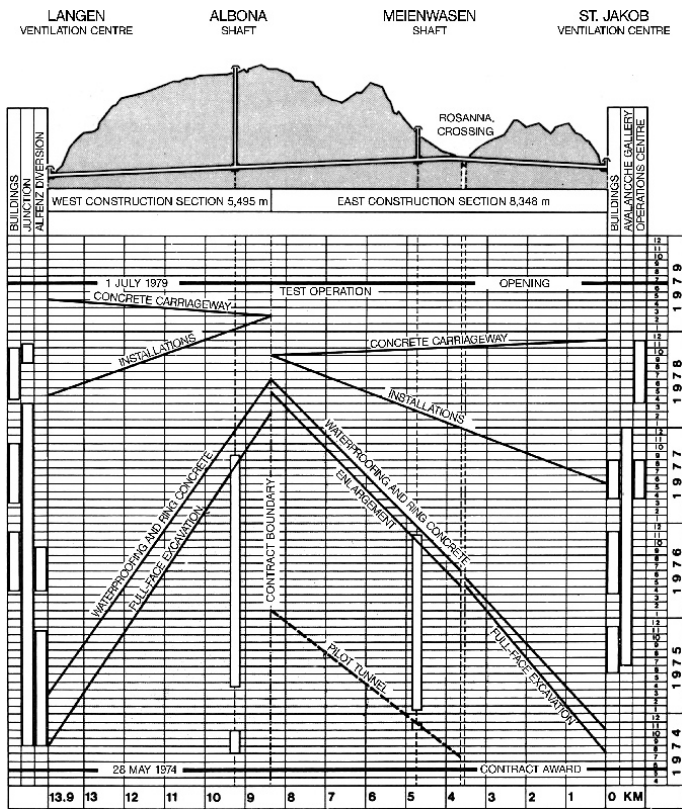 LANGEN
VENTILATION CENTRE
ALBONA
SHAFT
MEIENWASEN
SHAFT
ST. JAKOB
VENTILATION CENTRE
ROSANNA
CROSSING
BUILDINGS
JUNCTION
ALFENZ DIVERSION
BUILDINGS
AVALANCCHE GALLERY
OPERATIONS CENTRE
WEST CONSTRUCTION SECTION 5,495 m
EAST CONSTRUCTION SECTION 8,348 m
1 JULY 1979
TEST OPERATION
OPENING
CONCRETE CARRIAGEWAY
INSTALLATIONS
CONCRETE CARRIAGEWAY
INSTALLATIONS
WATERPROOFING AND RING CONCRETE
FULL-FACE EXCAVATION
CONTRACT BOUNDARY
WATERPROOFING AND RING CONCRETE
ENLARGEMENT
PILOT TUNNEL
FULL-FACE EXCAVATION
28 MAY 1974
CONTRACT AWARD
1979
1978
1977
1976
1975
1974
13.9 13 12 11 10 9 8 7 6 5 4 3 2 1 0 KM